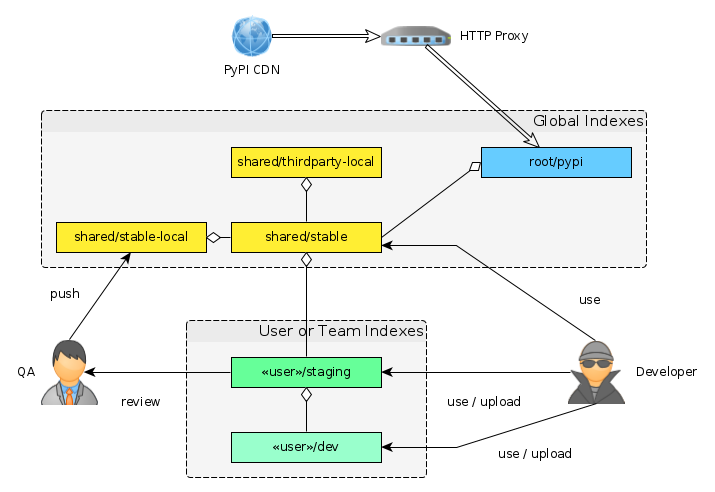 HTTP Proxy
PyPI CDN
Global Indexes
shared/thirdparty-local
root/pypi
shared/stable-local
shared/stable
push
use
User or Team Indexes
QA
«user»/staging
Developer
review
use / upload
«user»/dev
use / upload